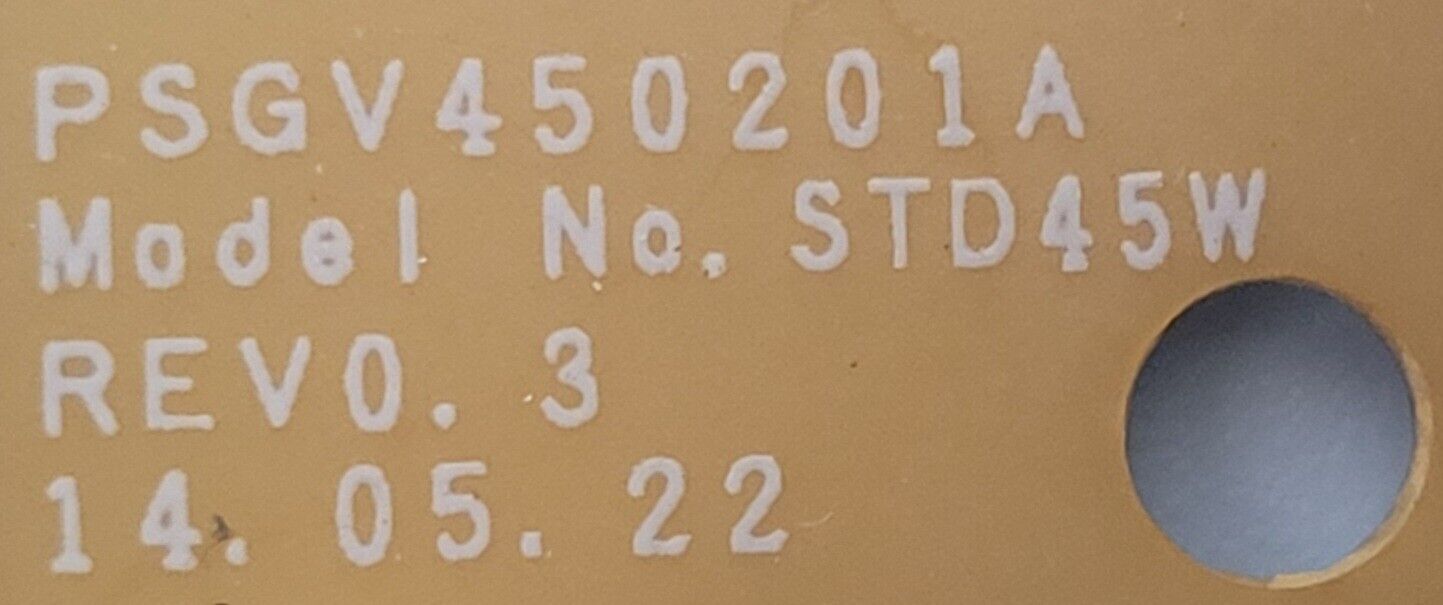 PSGV450201A
Model No. STD45W
REV0. 3
14. 05. 22